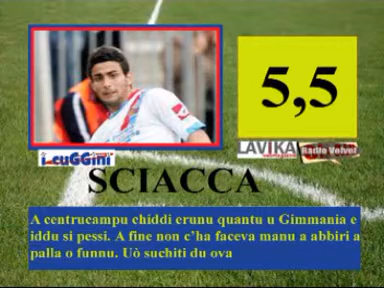 5,5
i cuGGini
LAVIKA
Radio Velvet
SCIACCA
A centrucampu chiddi erunu quantu u Gimmania e
iddu si pessi. A fine non c'ha faceva manu a abbiri a
palla o funnu. Uò suchiti du ova